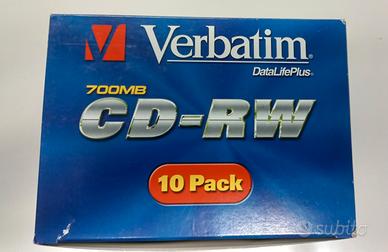 Verbatim
DataLifePlus®
700MB
CD-RW
10 Pack
subito